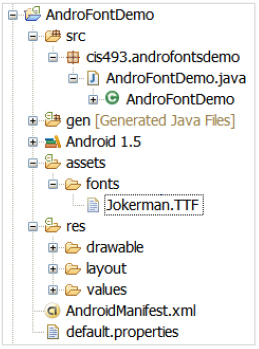 AndroFontDemo
src
cis493.androfontsdemo
AndroFontDemo.java
AndroFontDemo
gen [Generated Java Files]
Android 1.5
assets
fonts
Jokerman.TTF
res
drawable
layout
values
AndroidManifest.xml
default.properties